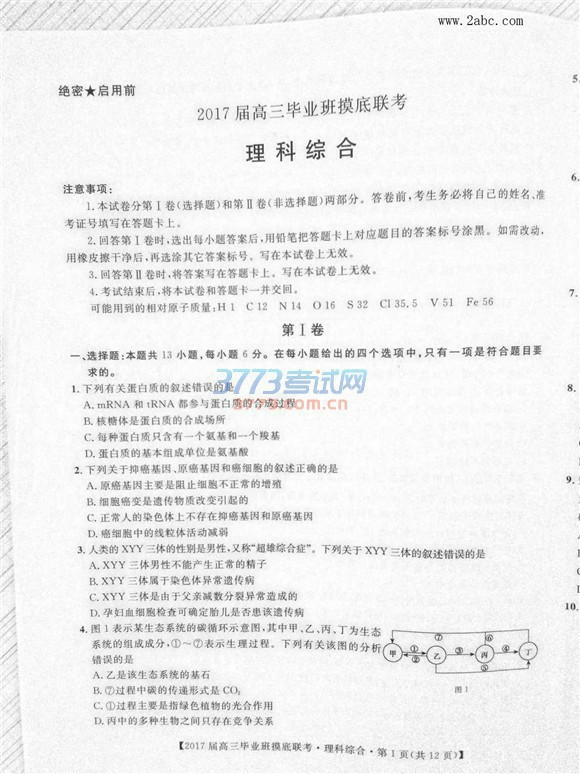 www.2abc.com
绝密★启用前
2017届高三毕业班摸底联考
理科综合
注意事项:
1.本试卷分第Ⅰ卷(选择题)和第Ⅱ卷(非选择题)两部分。答卷前,考生务必将自己的姓名、准
考证号填写在答题卡上。
2.回答第Ⅰ卷时,选出每小题答案后,用铅笔把答题卡上对应题目的答案标号涂黑。如需改动,
用橡皮擦干净后,再选涂其它答案标号。写在本试卷上无效。
3.回答第Ⅱ卷时,将答案写在答题卡上。写在本试卷上无效。
4.考试结束后,将本试卷和答题卡一并交回。
可能用到的相对原子质量:H 1 C 12 N 14 O 16 S 32 Cl 35.5 V 51 Fe 56
第Ⅰ卷
一、选择题:本题共13小题,每小题6分。在每小题给出的四个选项中,只有一项是符合题目要
求的。
3773考试网
1.下列有关蛋白质的叙述错误的是
A.mRNA和tRNA都参与蛋白质的合成过程
B.核糖体是蛋白质的合成场所
C.每种蛋白质只含有一个氨基和一个羧基
D.蛋白质的基本组成单位是氨基酸
2.下列关于抑癌基因、原癌基因和癌细胞的叙述正确的是
A.原癌基因主要是阻止细胞不正常的增殖
B.细胞癌变是遗传物质改变引起的
C.正常人的染色体上不存在抑癌基因和原癌基因
D.癌细胞中的线粒体活动减弱
3.人类的XYY三体的性别是男性,又称“超雄综合症”。下列关于XYY三体的叙述错误的是
A.XYY三体男性不能产生正常的精子
B.XYY三体属于染色体异常遗传病
C.XYY三体是由于父亲减数分裂异常造成的
D.孕妇血细胞检查可确定胎儿是否患该遗传病
4.图1表示某生态系统的碳循环示意图,其中甲、乙、丙、丁为生态
系统的组成成分,①~⑦表示生理过程。下列有关该图的分析
错误的是
A.乙是该生态系统的基石
B.⑦过程中碳的传递形式是CO₂
C.①过程主要是指绿色植物的光合作用
D.丙中的多种生物之间只存在竞争关系
⑦ ⑥
甲 ① ② 乙 ③ 丙 ④ 丁
⑤
图1
【2017届高三毕业班摸底联考·理科综合·第1页(共12页)】
5.
6.
7.
8.
9.
10.